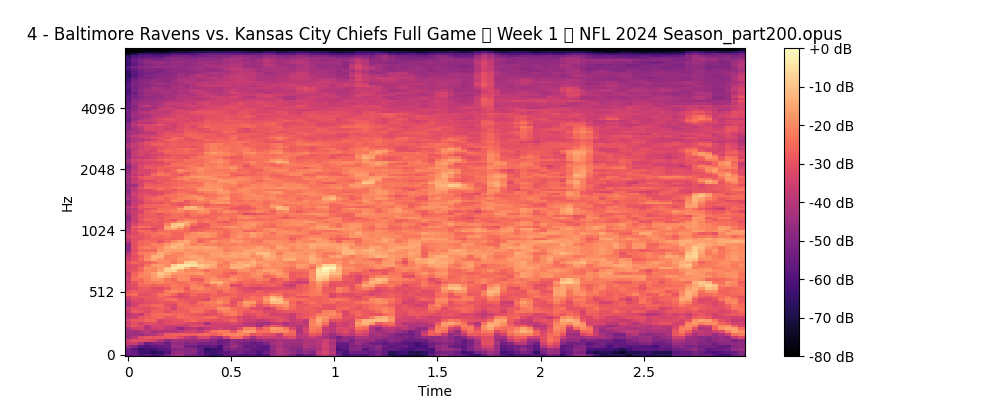 4 - Baltimore Ravens vs. Kansas City Chiefs Full Game ▯ Week 1 ▯ NFL 2024 Season_part200.opus
+0 dB
-10 dB
-20 dB
-30 dB
-40 dB
-50 dB
-60 dB
-70 dB
-80 dB
4096
2048
1024
512
0
Hz
0
0.5
1
1.5
2
2.5
Time